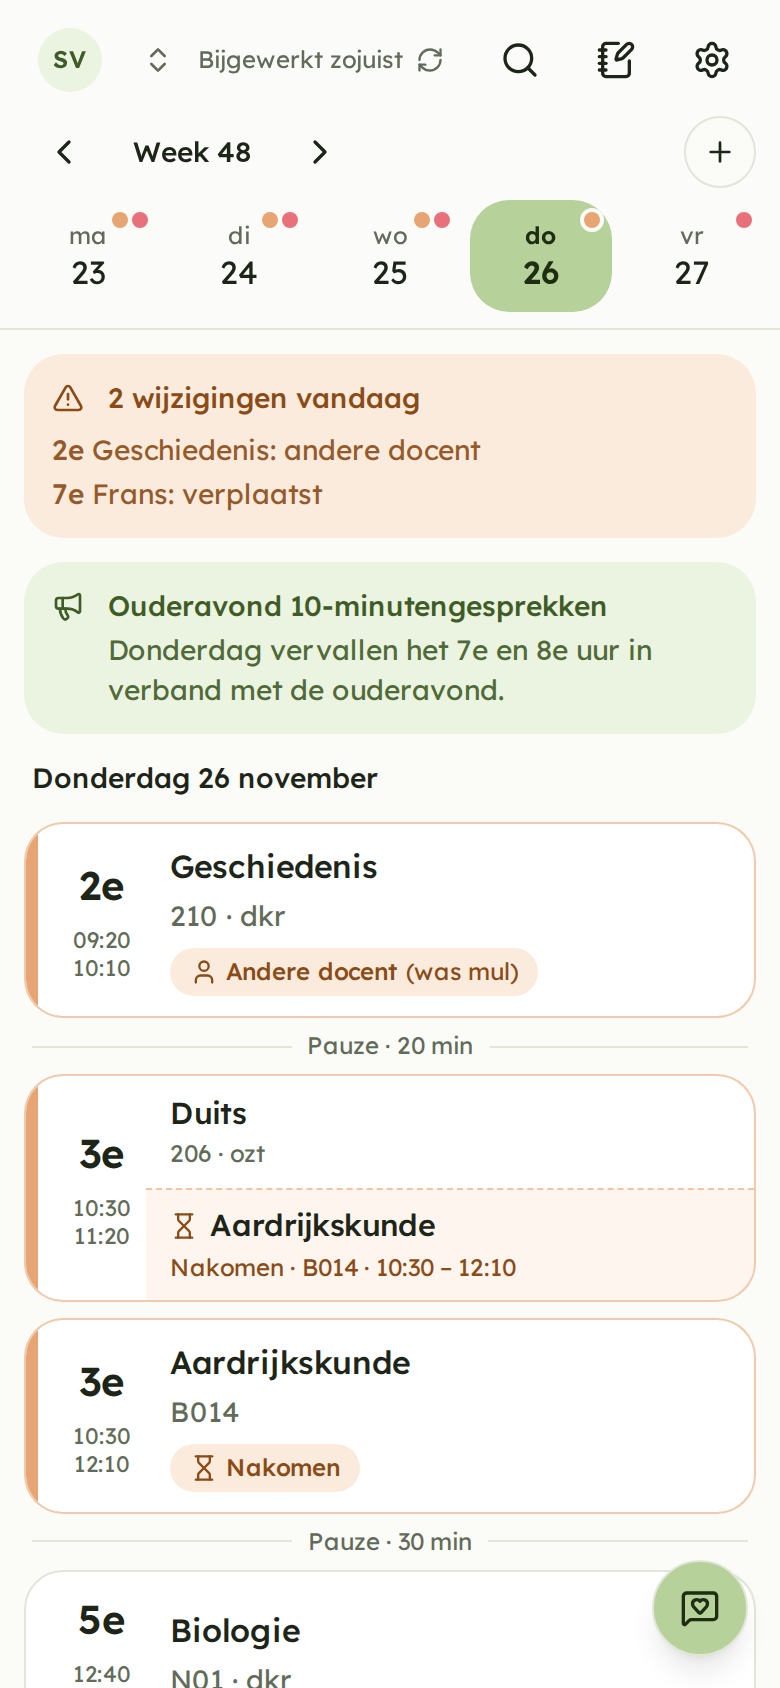 SV
Bijgewerkt zojuist
Week 48
ma
23
di
24
wo
25
do
26
vr
27
2 wijzigingen vandaag
2e Geschiedenis: andere docent
7e Frans: verplaatst
Ouderavond 10-minutengesprekken
Donderdag vervallen het 7e en 8e uur in
verband met de ouderavond.
Donderdag 26 november
2e
09:20
10:10
Geschiedenis
210 · dkr
Andere docent (was mul)
Pauze · 20 min
3e
10:30
11:20
Duits
206 · ozt
Aardrijkskunde
Nakomen · B014 · 10:30 – 12:10
3e
10:30
12:10
Aardrijkskunde
B014
Nakomen
Pauze · 30 min
5e
12:40
Biologie
N01 · dkr